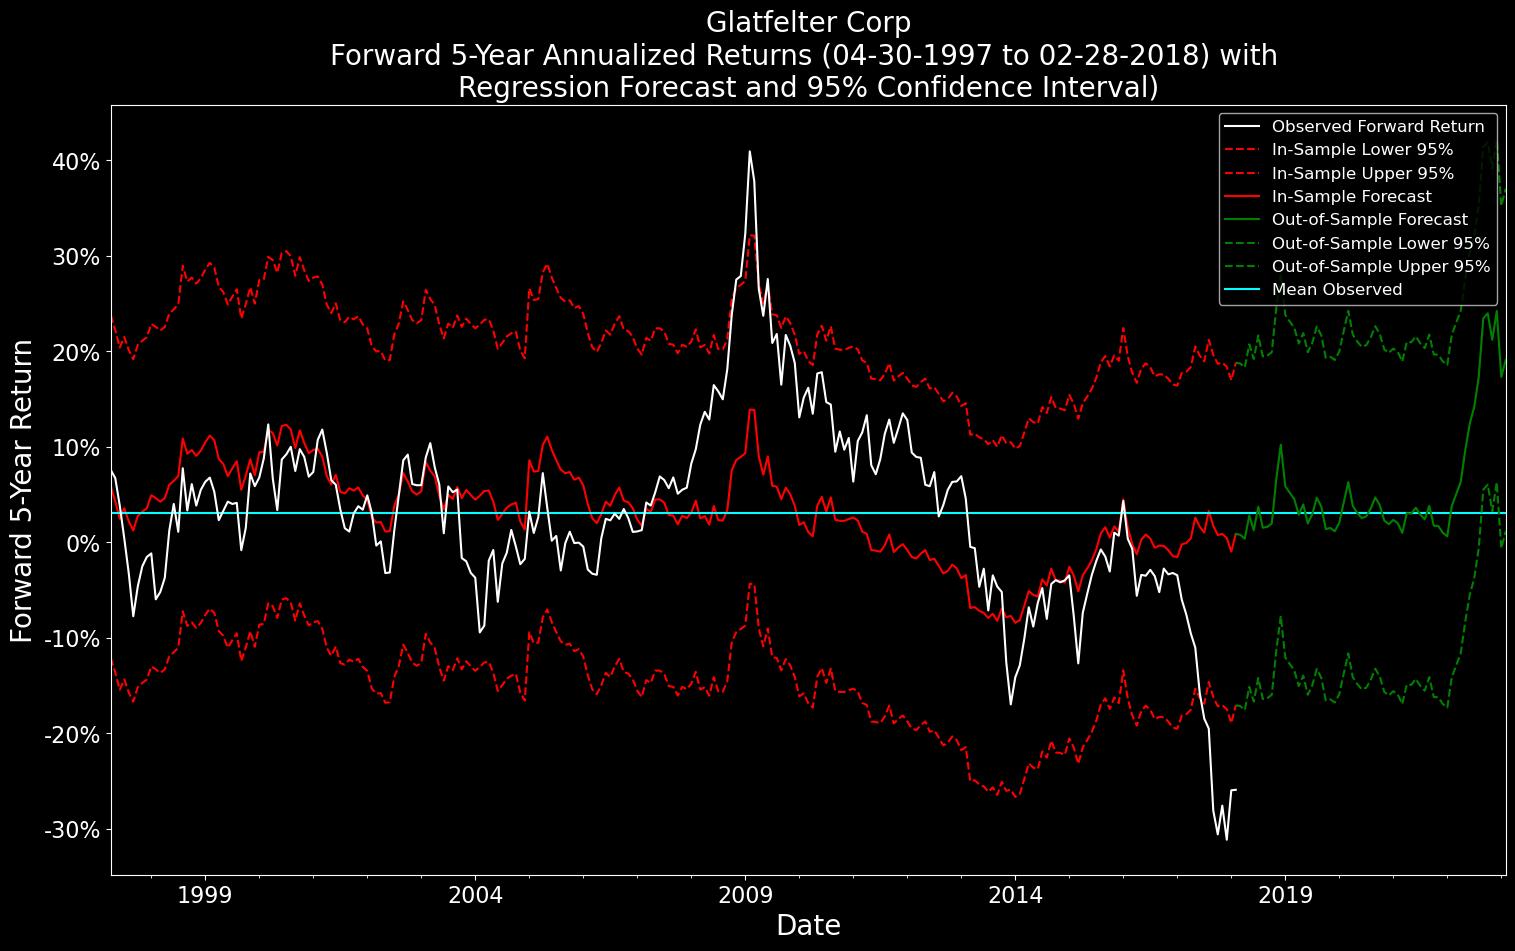 Glatfelter Corp
Forward 5-Year Annualized Returns (04-30-1997 to 02-28-2018) with
Regression Forecast and 95% Confidence Interval)
Observed Forward Return
In-Sample Lower 95%
In-Sample Upper 95%
In-Sample Forecast
Out-of-Sample Forecast
Out-of-Sample Lower 95%
Out-of-Sample Upper 95%
Mean Observed
Forward 5-Year Return
40%
30%
20%
10%
0%
-10%
-20%
-30%
1999 2004 2009 2014 2019
Date